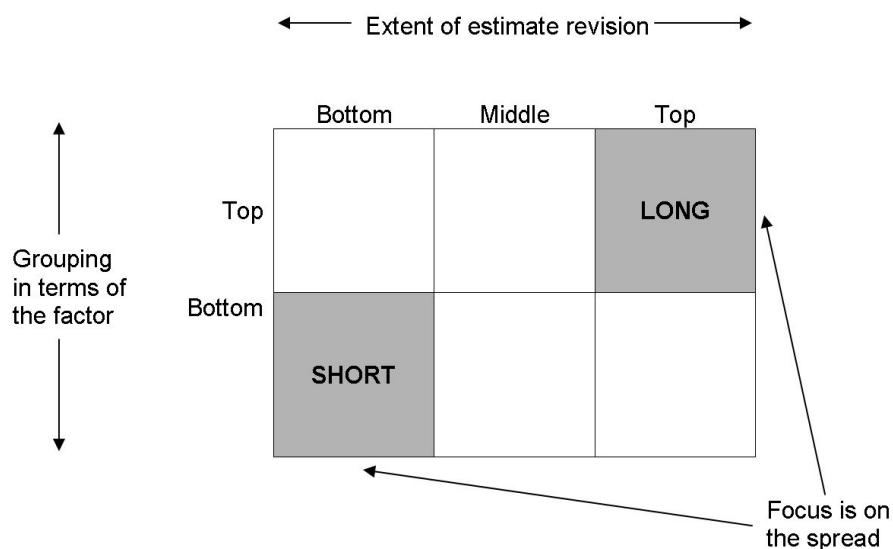 Extent of estimate revision
Bottom Middle Top
Top
LONG
Grouping
in terms of
the factor
Bottom
SHORT
Focus is on
the spread